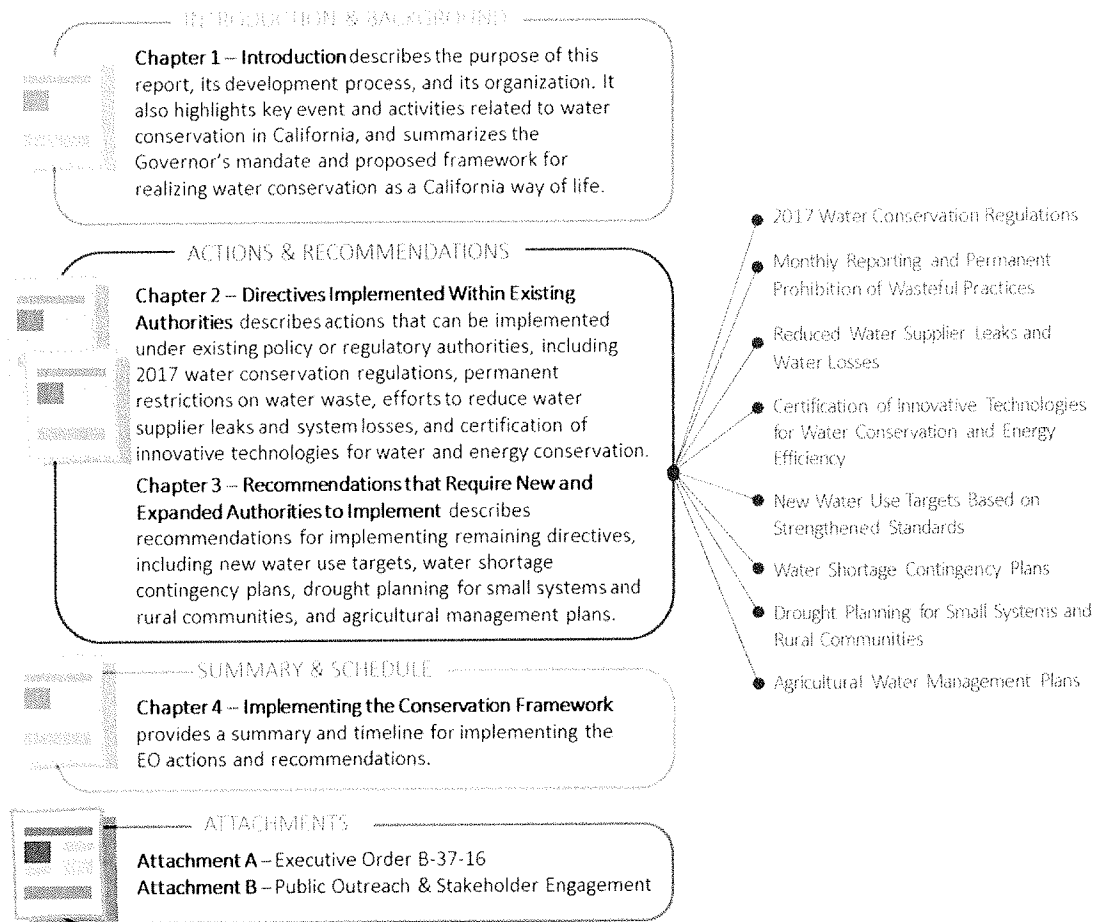 INTRODUCTION & BACKGROUND
Chapter 1 – Introduction describes the purpose of this
report, its development process, and its organization. It
also highlights key event and activities related to water
conservation in California, and summarizes the
Governor's mandate and proposed framework for
realizing water conservation as a California way of life.
ACTIONS & RECOMMENDATIONS
Chapter 2 – Directives Implemented Within Existing
Authorities describes actions that can be implemented
under existing policy or regulatory authorities, including
2017 water conservation regulations, permanent
restrictions on water waste, efforts to reduce water
supplier leaks and system losses, and certification of
innovative technologies for water and energy conservation.
Chapter 3 – Recommendations that Require New and
Expanded Authorities to Implement describes
recommendations for implementing remaining directives,
including new water use targets, water shortage
contingency plans, drought planning for small systems and
rural communities, and agricultural management plans.
2017 Water Conservation Regulations
Monthly Reporting and Permanent
Prohibition of Wasteful Practices
Reduced Water Supplier Leaks and
Water Losses
Certification of Innovative Technologies
for Water Conservation and Energy
Efficiency
New Water Use Targets Based on
Strengthened Standards
Water Shortage Contingency Plans
Drought Planning for Small Systems and
Rural Communities
Agricultural Water Management Plans
SUMMARY & SCHEDULE
Chapter 4 – Implementing the Conservation Framework
provides a summary and timeline for implementing the
EO actions and recommendations.
ATTACHMENTS
Attachment A – Executive Order B-37-16
Attachment B – Public Outreach & Stakeholder Engagement